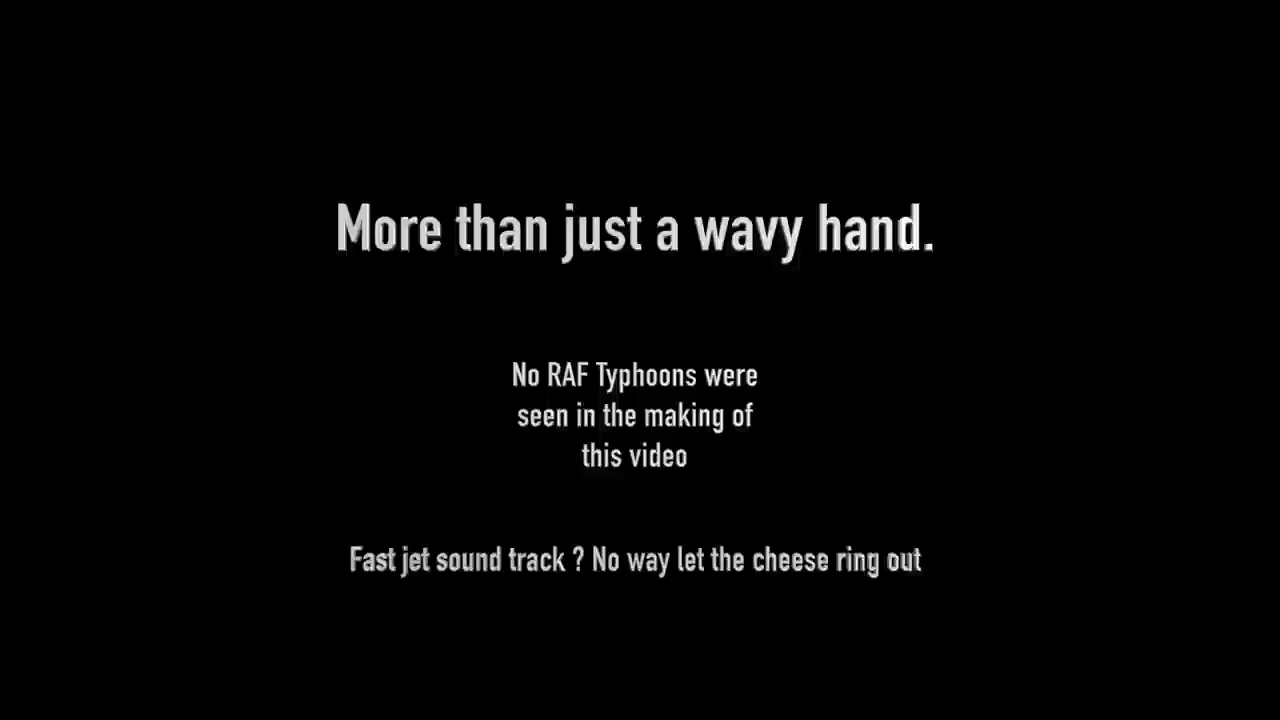 More than just a wavy hand.
No RAF Typhoons were
seen in the making of
this video
Fast jet sound track ? No way let the cheese ring out